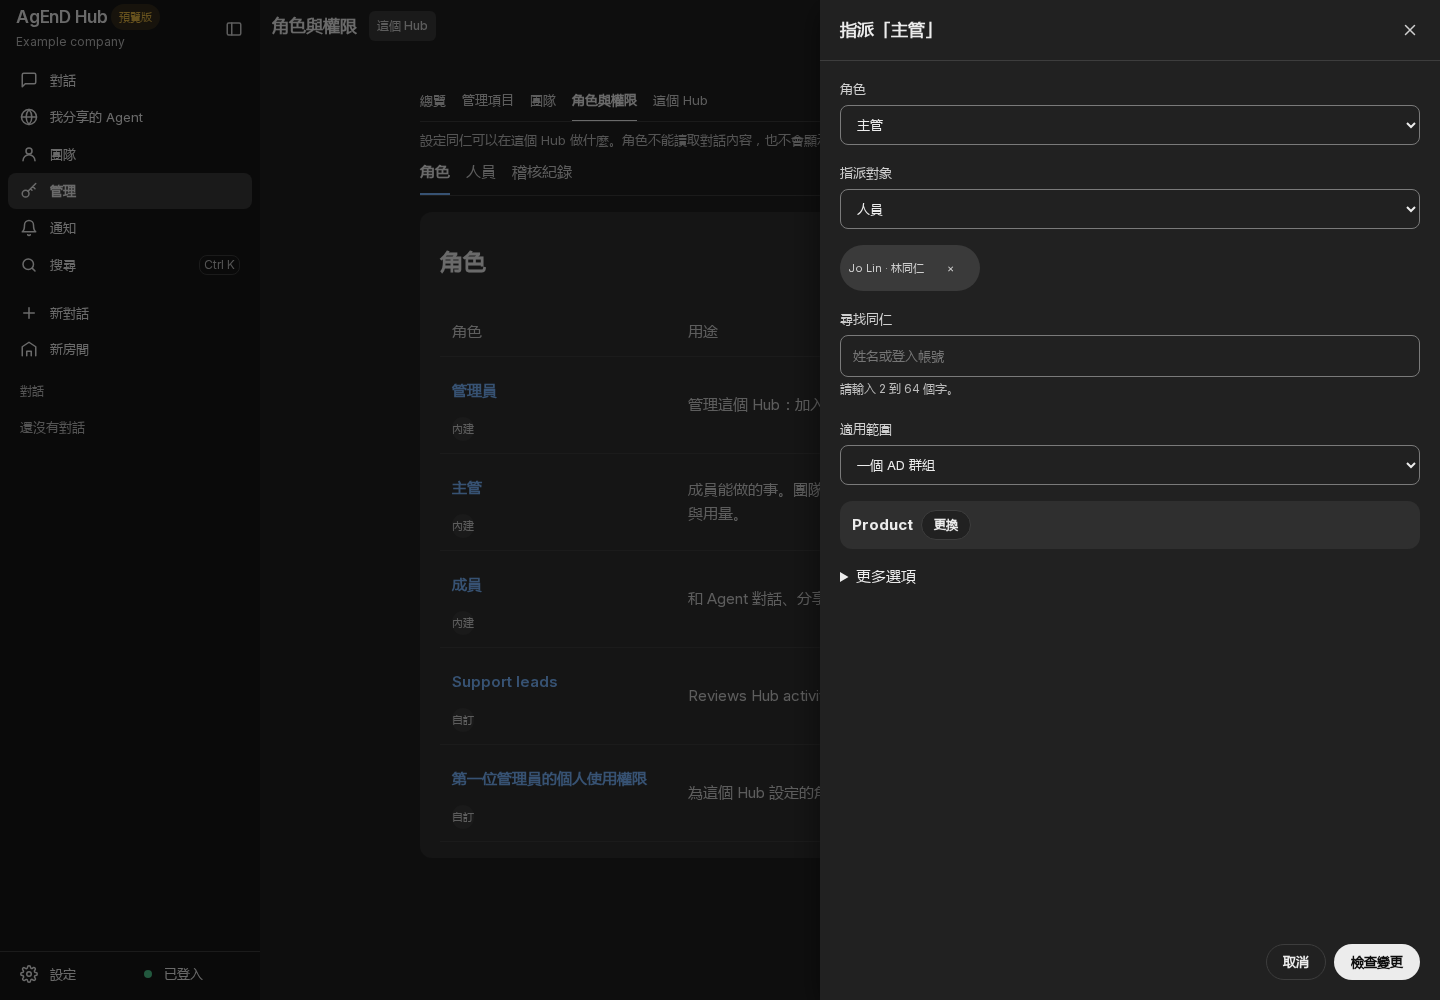 AgEnD Hub 預覽版
Example company
對話
我分享的 Agent
團隊
管理
通知
搜尋 Ctrl K
新對話
新房間
對話
還沒有對話
設定 已登入
角色與權限 這個 Hub
總覽 管理項目 團隊 角色與權限 這個 Hub
設定同仁可以在這個 Hub 做什麼。角色不能讀取對話內容，也不會顯
角色 人員 稽核紀錄
角色
角色 用途
管理員
內建
管理這個 Hub：加入
主管
內建
成員能做的事。團隊
與用量。
成員
內建
和 Agent 對話、分享
Support leads
自訂
Reviews Hub activi
第一位管理員的個人使用權限
自訂
為這個 Hub 設定的角
指派「主管」
角色
主管
指派對象
人員
Jo Lin · 林同仁 ×
尋找同仁
姓名或登入帳號
請輸入 2 到 64 個字。
適用範圍
一個 AD 群組
Product 更換
更多選項
取消 檢查變更